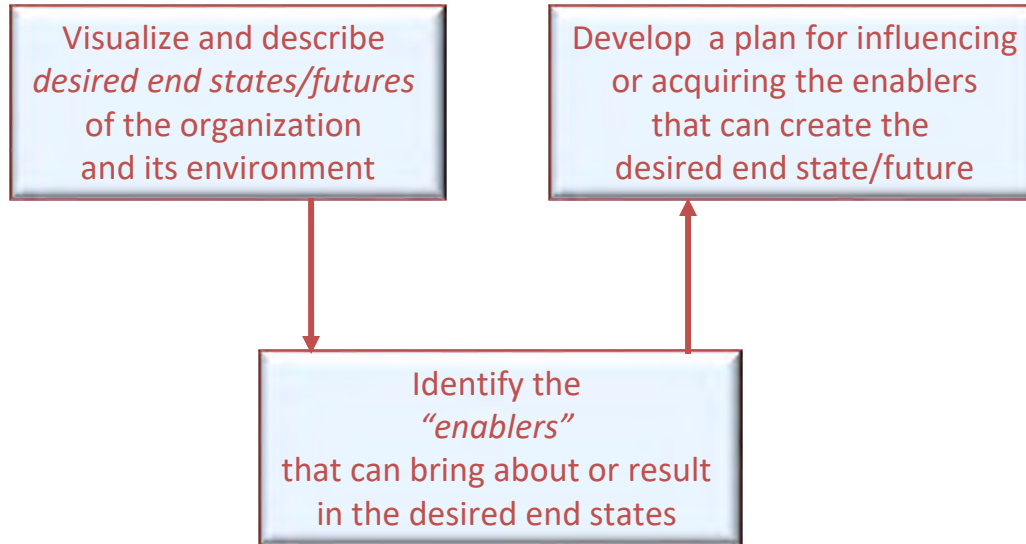 Visualize and describe
desired end states/futures
of the organization
and its environment
Identify the
“enablers”
that can bring about or result
in the desired end states
Develop  a plan for influencing
or acquiring the enablers
that can create the
desired end state/future